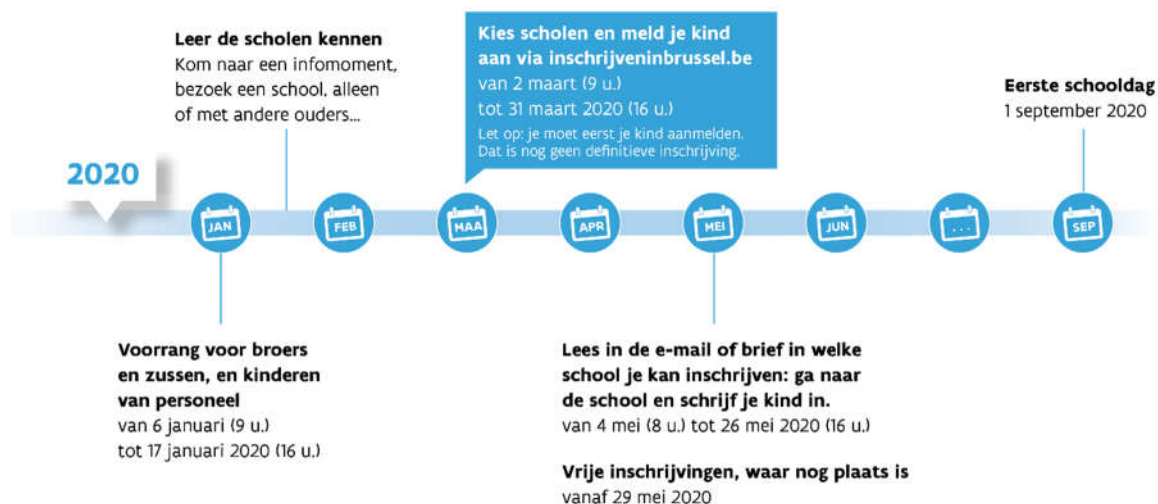 Leer de scholen kennen
Kom naar een infomoment,
bezoek een school, alleen
of met andere ouders...
Kies scholen en meld je kind
aan via inschrijveninbrussel.be
van 2 maart (9 u.)
tot 31 maart 2020 (16 u.)
Let op: je moet eerst je kind aanmelden.
Dat is nog geen definitieve inschrijving.
Eerste schooldag
1 september 2020
2020
JAN
FEB
MAA
APR
MEI
JUN
...
SEP
Voorrang voor broers
en zussen, en kinderen
van personeel
van 6 januari (9 u.)
tot 17 januari 2020 (16 u.)
Lees in de e-mail of brief in welke
school je kan inschrijven: ga naar
de school en schrijf je kind in.
van 4 mei (8 u.) tot 26 mei 2020 (16 u.)
Vrije inschrijvingen, waar nog plaats is
vanaf 29 mei 2020